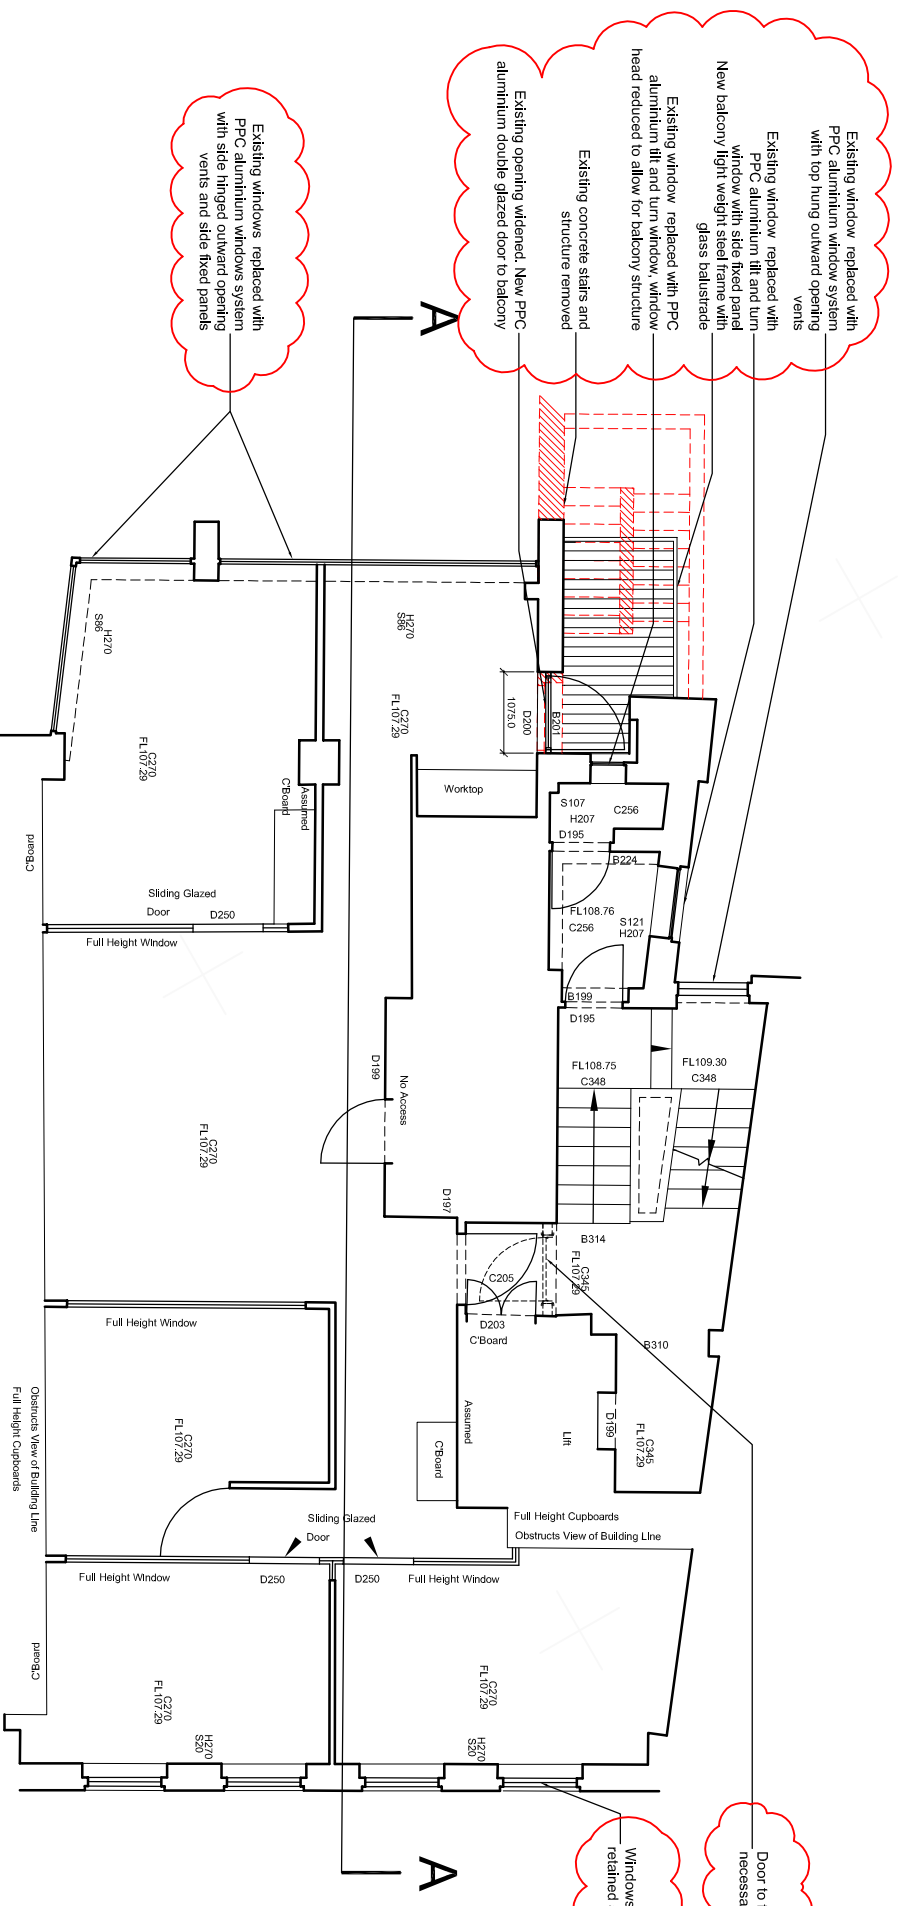 Existing window replaced with
PPC aluminium window system
with top hung outward opening
vents
Existing window replaced with
PPC aluminium tilt and turn
window with side fixed panel
New balcony light weight steel frame with
glass balustrade
Existing window replaced with PPC
aluminium tilt and turn window, window
head reduced to allow for balcony structure
Existing concrete stairs and
structure removed
Existing opening widened. New PPC
aluminium double glazed door to balcony
Existing windows replaced with
PPC aluminium windows system
with side hinged outward opening
vents and side fixed panels
A
H270
S86
H270
S86
C270
FL107.29
C270
FL107.29
1075.0
D200
B201
Worktop
S107
H207
D195
C256
B224
FL108.76
C256
S121
H207
B199
D195
FL108.75
C348
FL109.30
C348
Assumed
C'Board
C'Board
Sliding Glazed
Door
D250
Full Height Window
D199
No Access
C270
FL107.29
D197
B314
C345
FL107.29
C205
D203
C'Board
B310
Full Height Window
C270
FL107.29
Obstructs View of Building Line
Full Height Cupboards
Assumed
C'Board
Lift
D199
C345
FL107.29
Full Height Cupboards
Obstructs View of Building Line
Sliding Glazed
Door
Full Height Window
D250
D250
Full Height Window
C'Board
C270
FL107.29
H270
S20
C270
FL107.29
H270
S20
A
Windows
retained
Door to